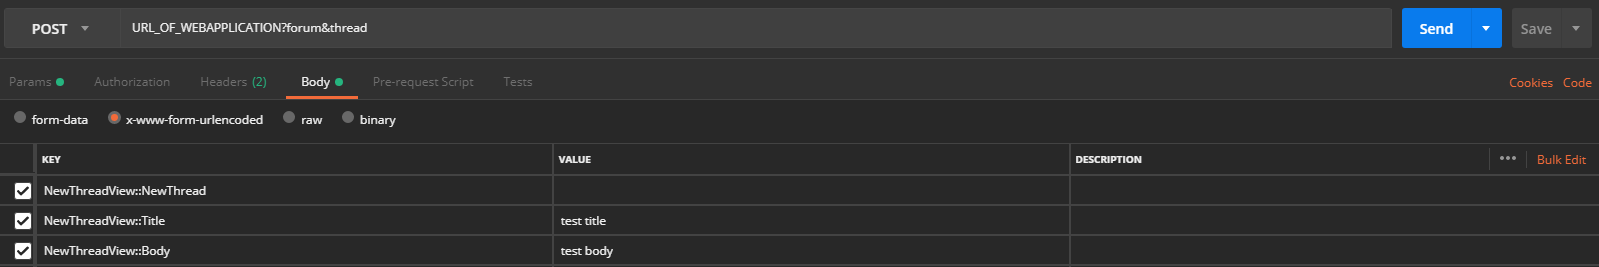 POST URL_OF_WEBAPPLICATION?forum&thread Send Save
Params Authorization Headers (2) Body Pre-request Script Tests Cookies Code
form-data x-www-form-urlencoded raw binary
KEY VALUE DESCRIPTION ••• Bulk Edit
NewThreadView::NewThread
NewThreadView::Title test title
NewThreadView::Body test body